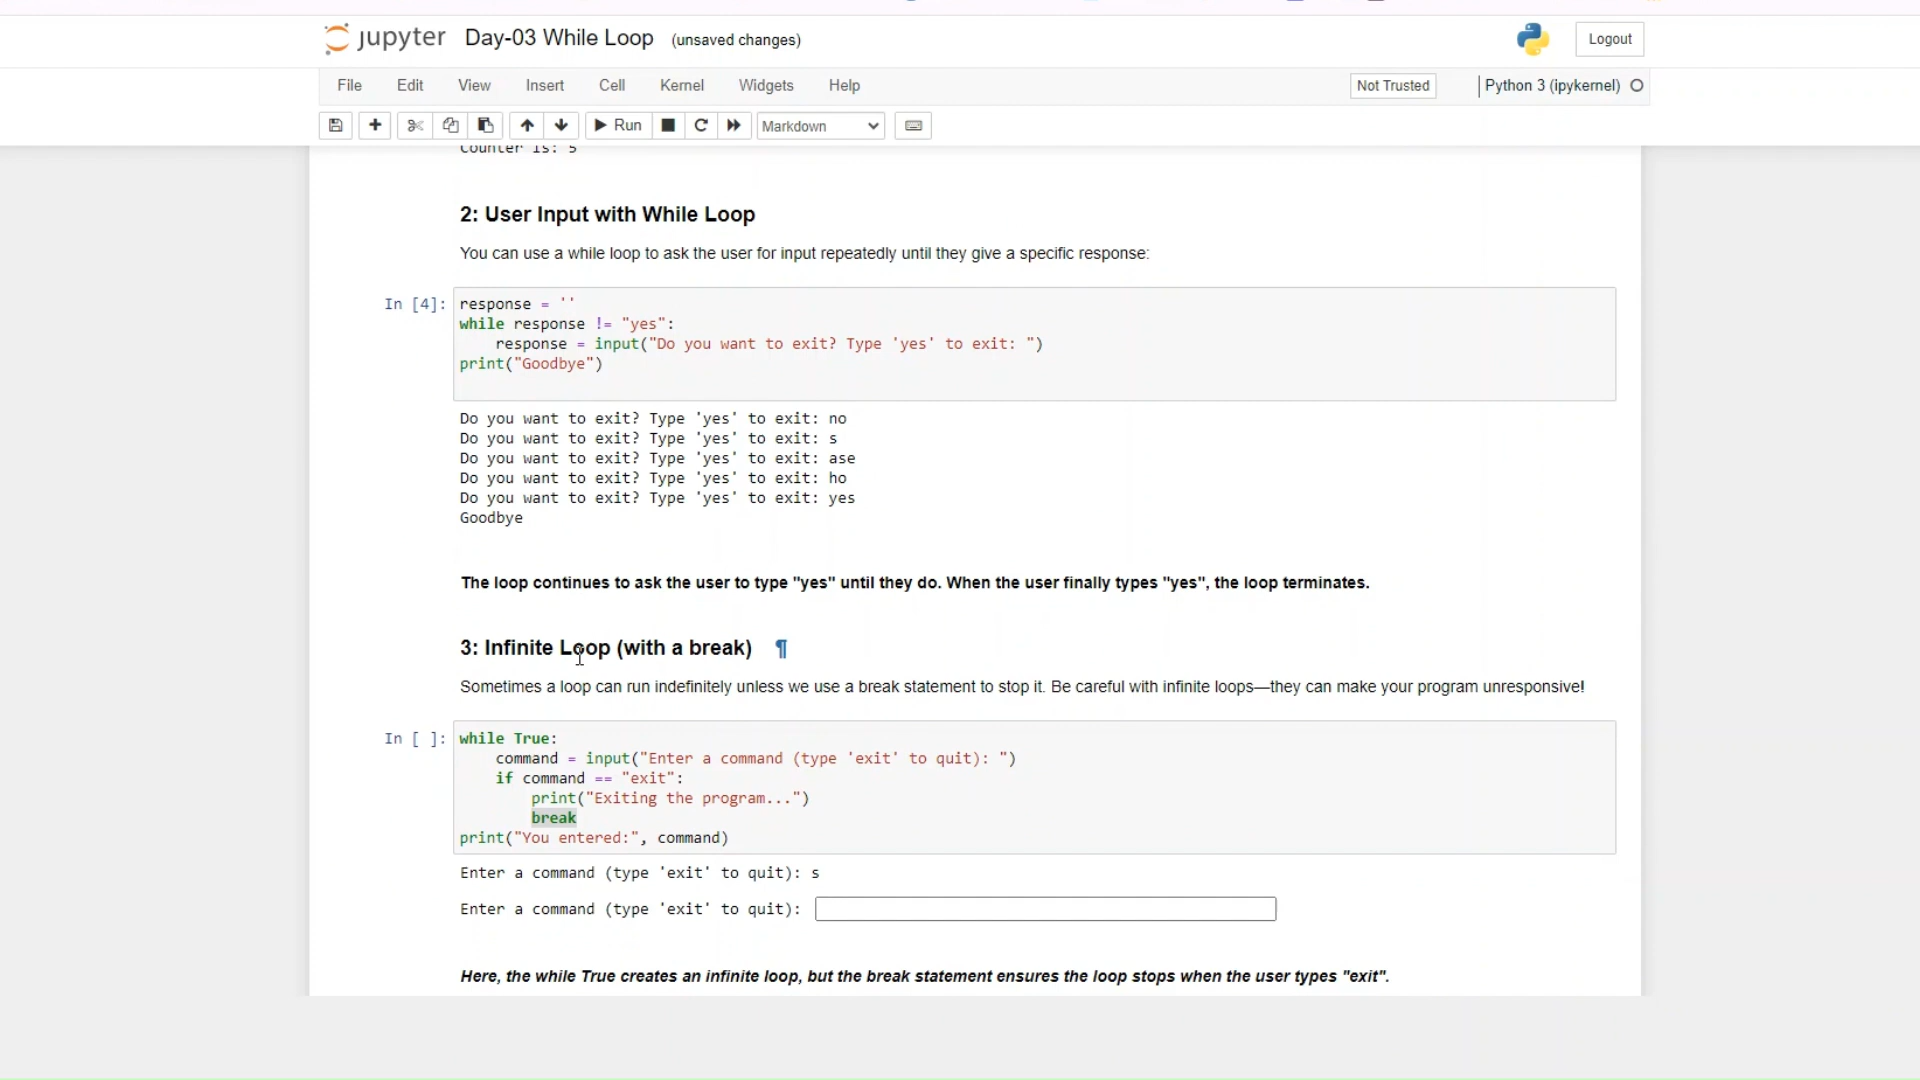 jupyter Day-03 While Loop (unsaved changes) Logout
File Edit View Insert Cell Kernel Widgets Help Not Trusted Python 3 (ipykernel)
Run Markdown
Counter is: 5
2: User Input with While Loop
You can use a while loop to ask the user for input repeatedly until they give a specific response:
In [4]: response = ''
while response != "yes":
    response = input("Do you want to exit? Type 'yes' to exit: ")
print("Goodbye")
Do you want to exit? Type 'yes' to exit: no
Do you want to exit? Type 'yes' to exit: s
Do you want to exit? Type 'yes' to exit: ase
Do you want to exit? Type 'yes' to exit: ho
Do you want to exit? Type 'yes' to exit: yes
Goodbye
The loop continues to ask the user to type "yes" until they do. When the user finally types "yes", the loop terminates.
3: Infinite Loop (with a break) ¶
Sometimes a loop can run indefinitely unless we use a break statement to stop it. Be careful with infinite loops—they can make your program unresponsive!
In [ ]: while True:
    command = input("Enter a command (type 'exit' to quit): ")
    if command == "exit":
        print("Exiting the program...")
        break
print("You entered:", command)
Enter a command (type 'exit' to quit): s
Enter a command (type 'exit' to quit):
Here, the while True creates an infinite loop, but the break statement ensures the loop stops when the user types "exit".